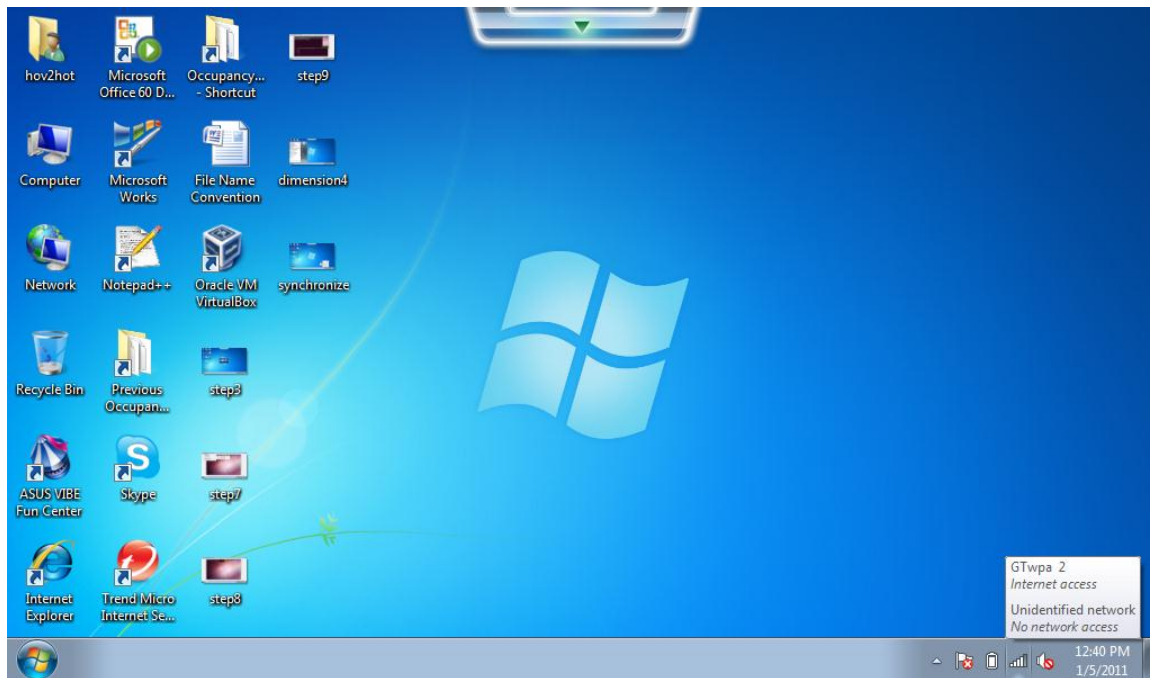 hov2hot
Microsoft
Office 60 D...
Occupancy...
- Shortcut
step9
Computer
Microsoft
Works
File Name
Convention
dimension4
Network
Notepad++
Oracle VM
VirtualBox
synchronize
Recycle Bin
Previous
Occupan...
step3
ASUS VIBE
Fun Center
Skype
step7
Internet
Explorer
Trend Micro
Internet Se...
step8
GTwpa 2
Internet access
Unidentified network
No network access
12:40 PM
1/5/2011